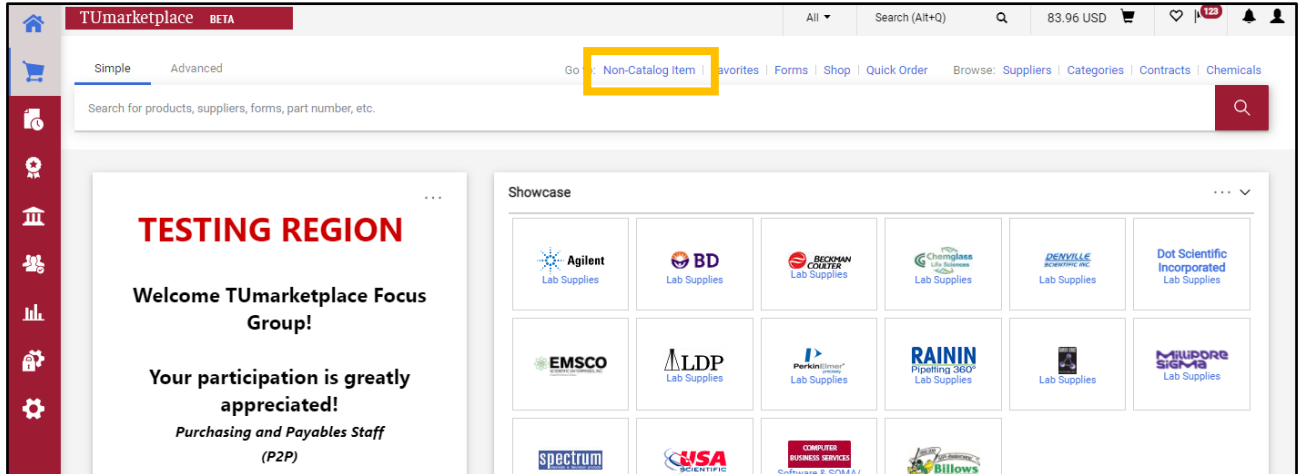 TUmarketplace BETA
All
Search (Alt+Q)
83.96 USD
123
Simple
Advanced
Go to: Non-Catalog Item | Favorites | Forms | Shop | Quick Order
Browse: Suppliers | Categories | Contracts | Chemicals
Search for products, suppliers, forms, part number, etc.
TESTING REGION
Welcome TUmarketplace Focus
Group!
Your participation is greatly
appreciated!
Purchasing and Payables Staff
(P2P)
Showcase
Agilent
Lab Supplies
BD
Lab Supplies
BECKMAN
COULTER
Lab Supplies
Chemglass
Life Sciences
Lab Supplies
DENVILLE
SCIENTIFIC INC.
Lab Supplies
Dot Scientific
Incorporated
Lab Supplies
EMSCO
LDP
Lab Supplies
PerkinElmer
precisely
Lab Supplies
RAININ
Pipetting 360°
Lab Supplies
Lab Supplies
MILLIPORE
SIGMA
Lab Supplies
spectrum
USA
SCIENTIFIC
COMPUTER
BUSINESS SERVICES
Software & SOMA/
Billows